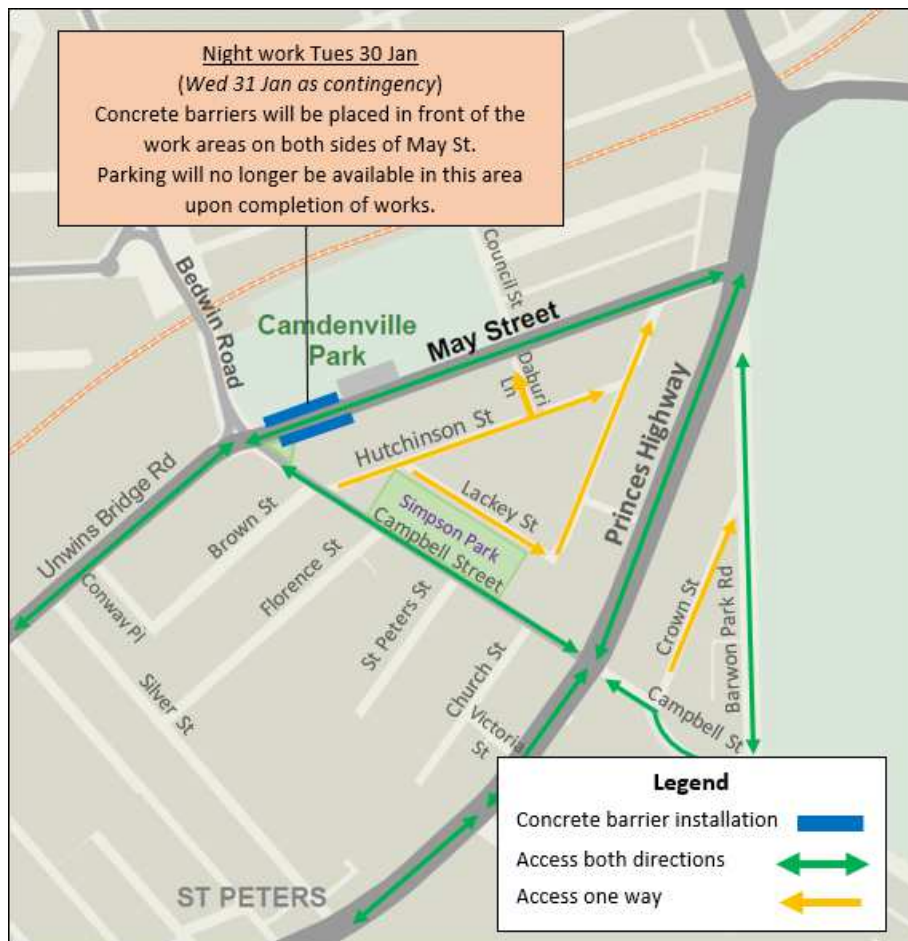 Night work Tues 30 Jan
(Wed 31 Jan as contingency)
Concrete barriers will be placed in front of the
work areas on both sides of May St.
Parking will no longer be available in this area
upon completion of works.
Bedwin Road
Council St
Camdenville
Park
May Street
Daburi
Ln
Hutchinson St
Princes Highway
Unwins Bridge Rd
Lackey St
Brown St
Simpson Park
Campbell Street
Florence St
Conway Pl
St Peters St
Crown St
Barwon Park Rd
Silver St
Church St
Campbell St
Victoria
St
ST PETERS
Legend
Concrete barrier installation
Access both directions
Access one way